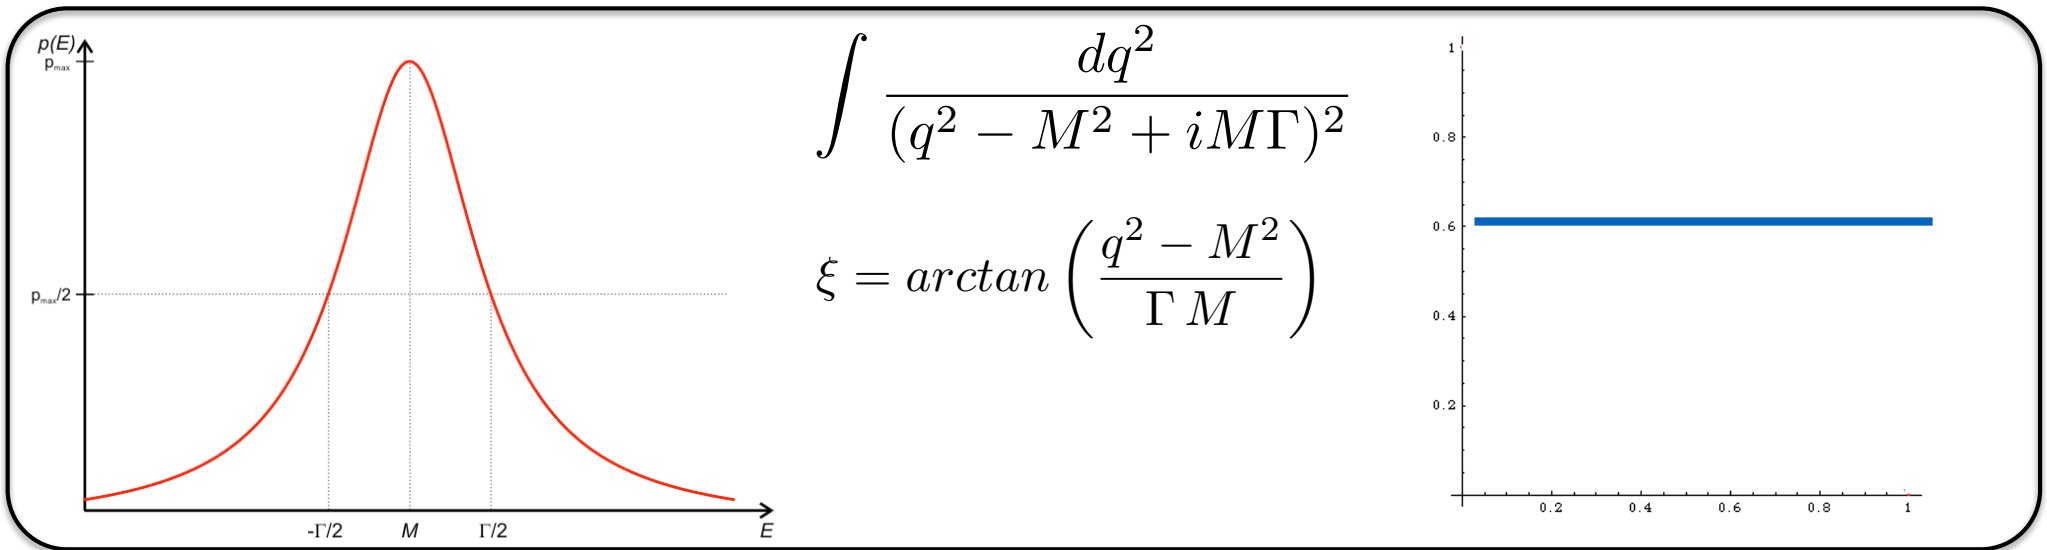 p(E)
p_max
p_max/2
-Γ/2 M Γ/2 E
∫ dq² / (q² − M² + iMΓ)²
ξ = arctan ( (q² − M²) / (Γ M) )
1
0.8
0.6
0.4
0.2
0.2 0.4 0.6 0.8 1